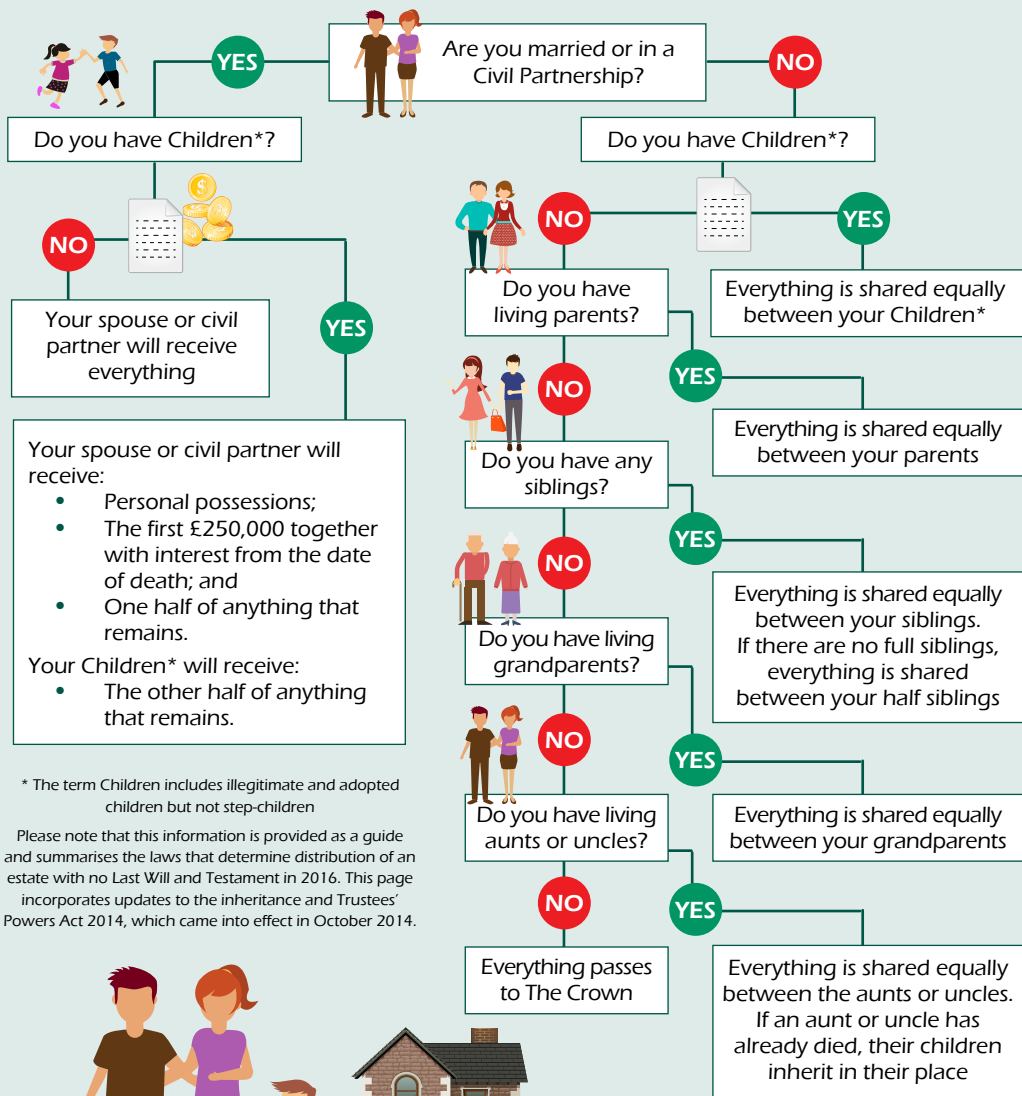 Are you married or in a
Civil Partnership?
YES
NO
Do you have Children*?
NO
YES
Your spouse or civil
partner will receive
everything
Your spouse or civil partner will
receive:
• Personal possessions;
• The first £250,000 together
with interest from the date
of death; and
• One half of anything that
remains.
Your Children* will receive:
• The other half of anything
that remains.
* The term Children includes illegitimate and adopted
children but not step-children
Please note that this information is provided as a guide
and summarises the laws that determine distribution of an
estate with no Last Will and Testament in 2016. This page
incorporates updates to the inheritance and Trustees’
Powers Act 2014, which came into effect in October 2014.
Do you have Children*?
NO
YES
Everything is shared equally
between your Children*
Do you have
living parents?
NO
YES
Everything is shared equally
between your parents
Do you have any
siblings?
NO
YES
Everything is shared equally
between your siblings.
If there are no full siblings,
everything is shared
between your half siblings
Do you have living
grandparents?
NO
YES
Everything is shared equally
between your grandparents
Do you have living
aunts or uncles?
NO
YES
Everything passes
to The Crown
Everything is shared equally
between the aunts or uncles.
If an aunt or uncle has
already died, their children
inherit in their place